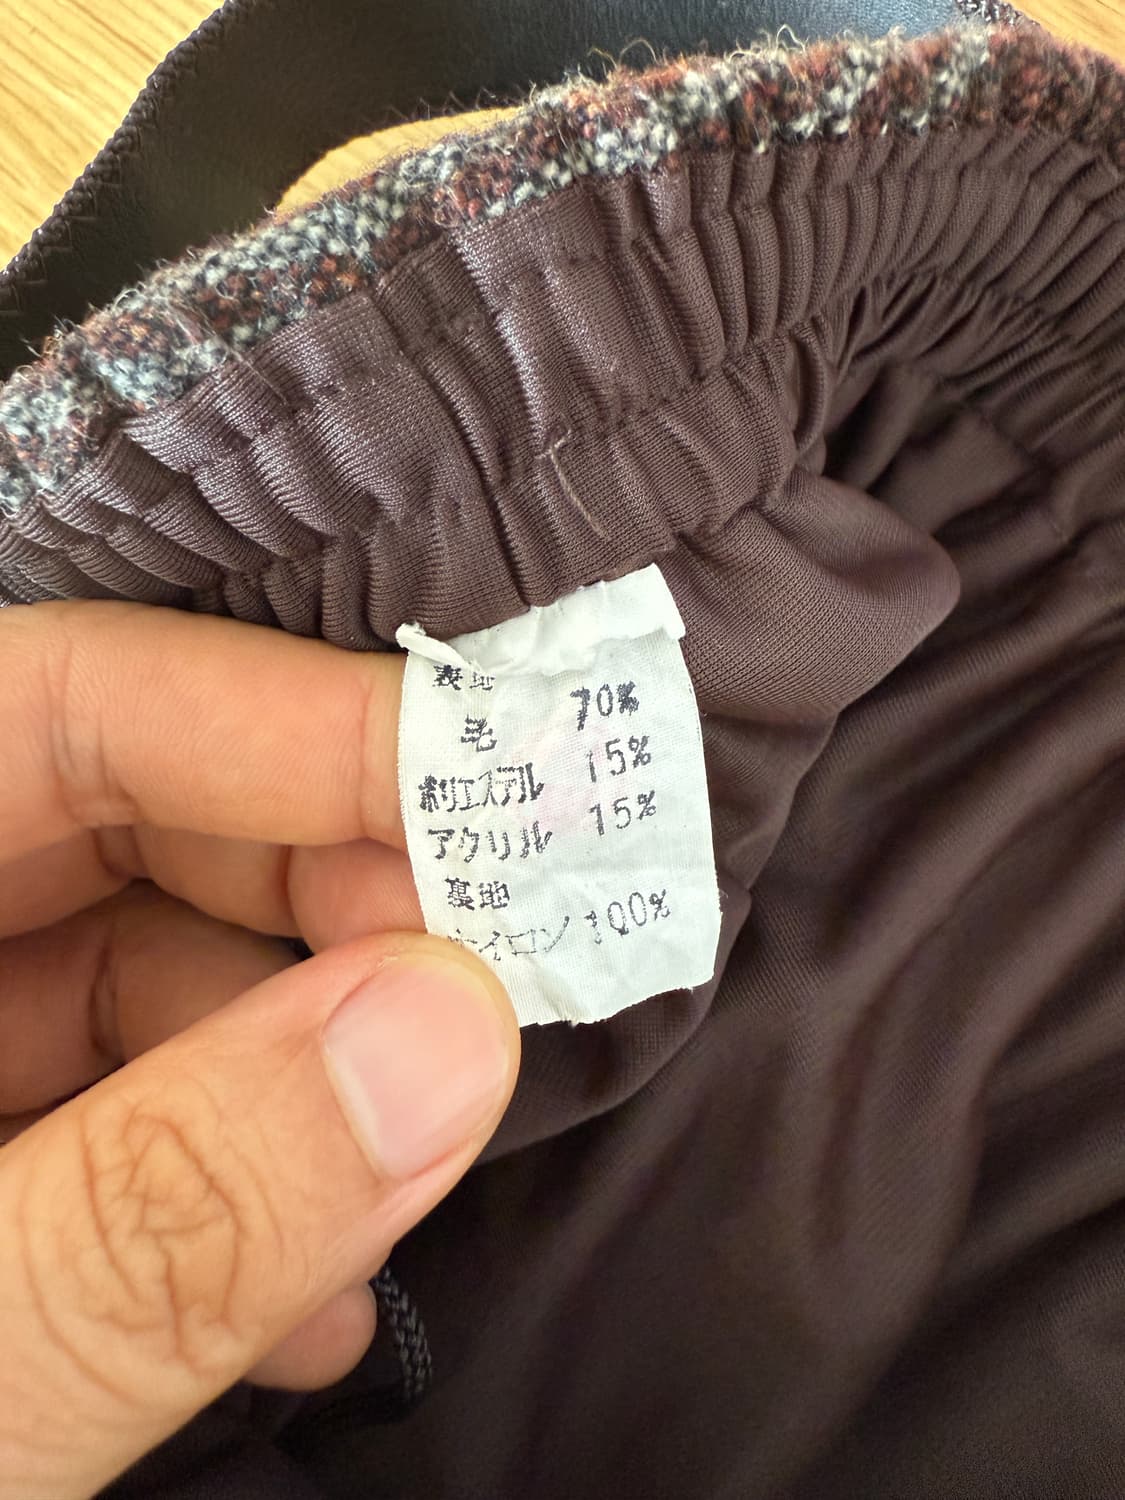 表地
毛 70%
ポリエステル 15%
アクリル 15%
裏地
ナイロン 100%